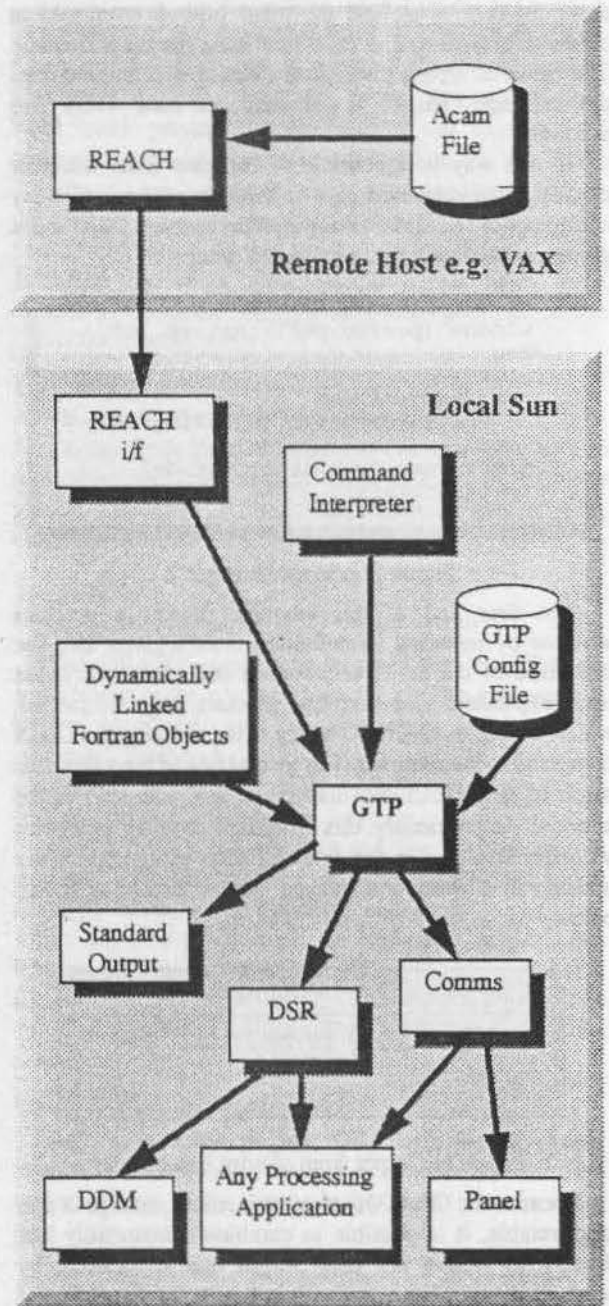 Acam
File
REACH
Remote Host e.g. VAX
Local Sun
REACH
i/f
Command
Interpreter
GTP
Config
File
Dynamically
Linked
Fortran Objects
GTP
Standard
Output
Comms
DSR
DDM
Any Processing
Application
Panel